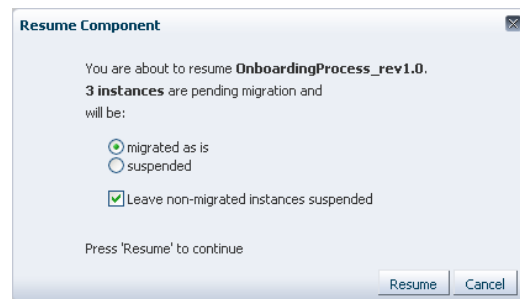 Resume Component
You are about to resume OnboardingProcess_rev1.0.
3 instances are pending migration and
will be:
migrated as is
suspended
Leave non-migrated instances suspended
Press 'Resume' to continue
Resume Cancel